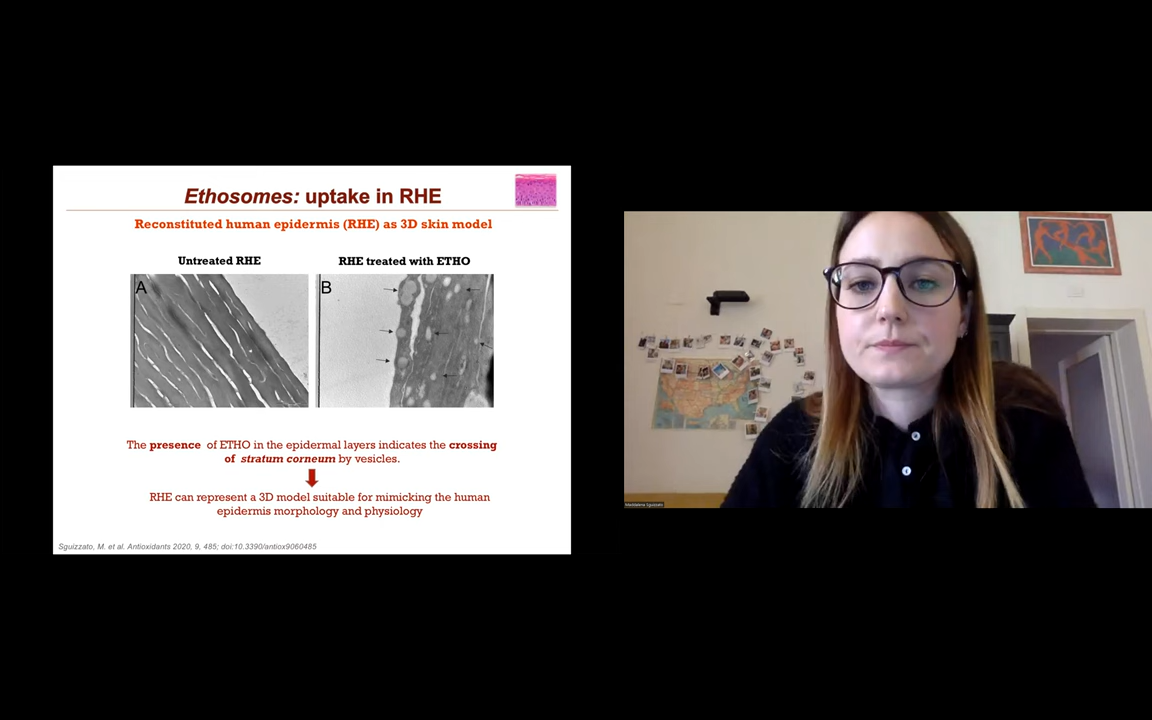 Ethosomes: uptake in RHE
Reconstituted human epidermis (RHE) as 3D skin model
Untreated RHE
RHE treated with ETHO
A
B
The presence of ETHO in the epidermal layers indicates the crossing
of stratum corneum by vesicles.
RHE can represent a 3D model suitable for mimicking the human
epidermis morphology and physiology
Sguizzato, M. et al. Antioxidants 2020, 9, 485; doi:10.3390/antiox9060485
Maddalena Sguizzato